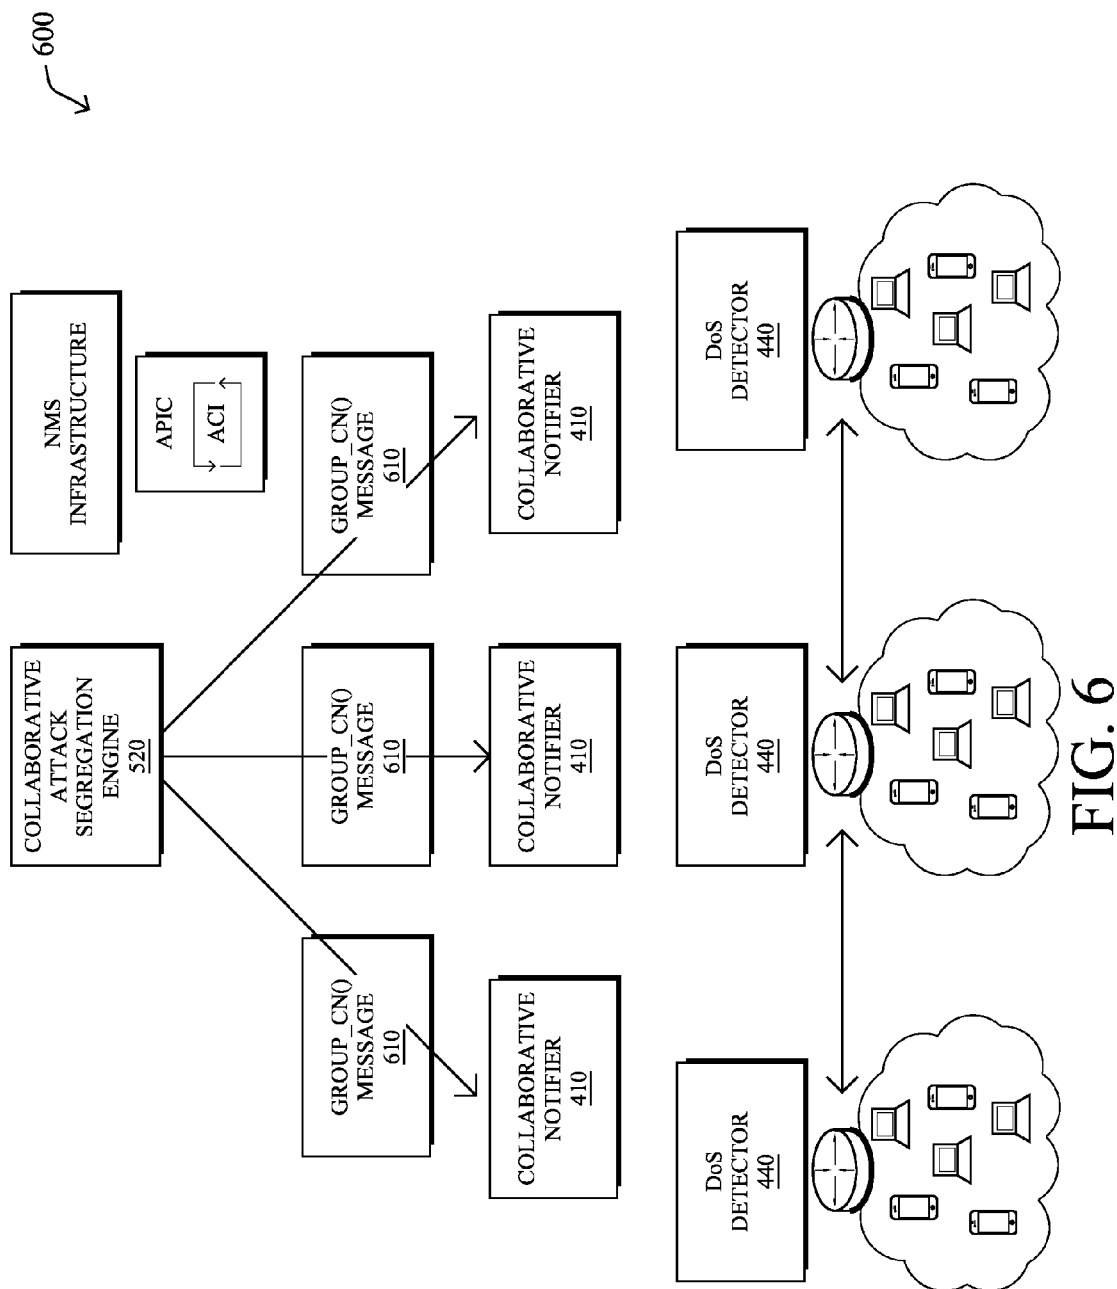 600
COLLABORATIVE
ATTACK
SEGREGATION
ENGINE
520
NMS
INFRASTRUCTURE
APIC
ACI
GROUP_CN()
MESSAGE
610
GROUP_CN()
MESSAGE
610
GROUP_CN()
MESSAGE
610
COLLABORATIVE
NOTIFIER
410
COLLABORATIVE
NOTIFIER
410
COLLABORATIVE
NOTIFIER
410
DoS
DETECTOR
440
DoS
DETECTOR
440
DoS
DETECTOR
440
FIG. 6